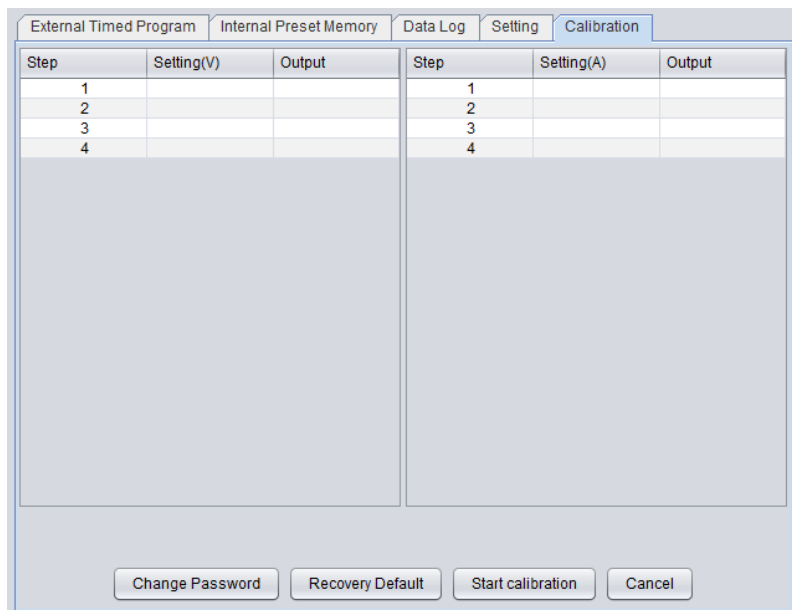 External Timed Program Internal Preset Memory Data Log Setting Calibration
Step Setting(V) Output Step Setting(A) Output
1 1
2 2
3 3
4 4
Change Password Recovery Default Start calibration Cancel